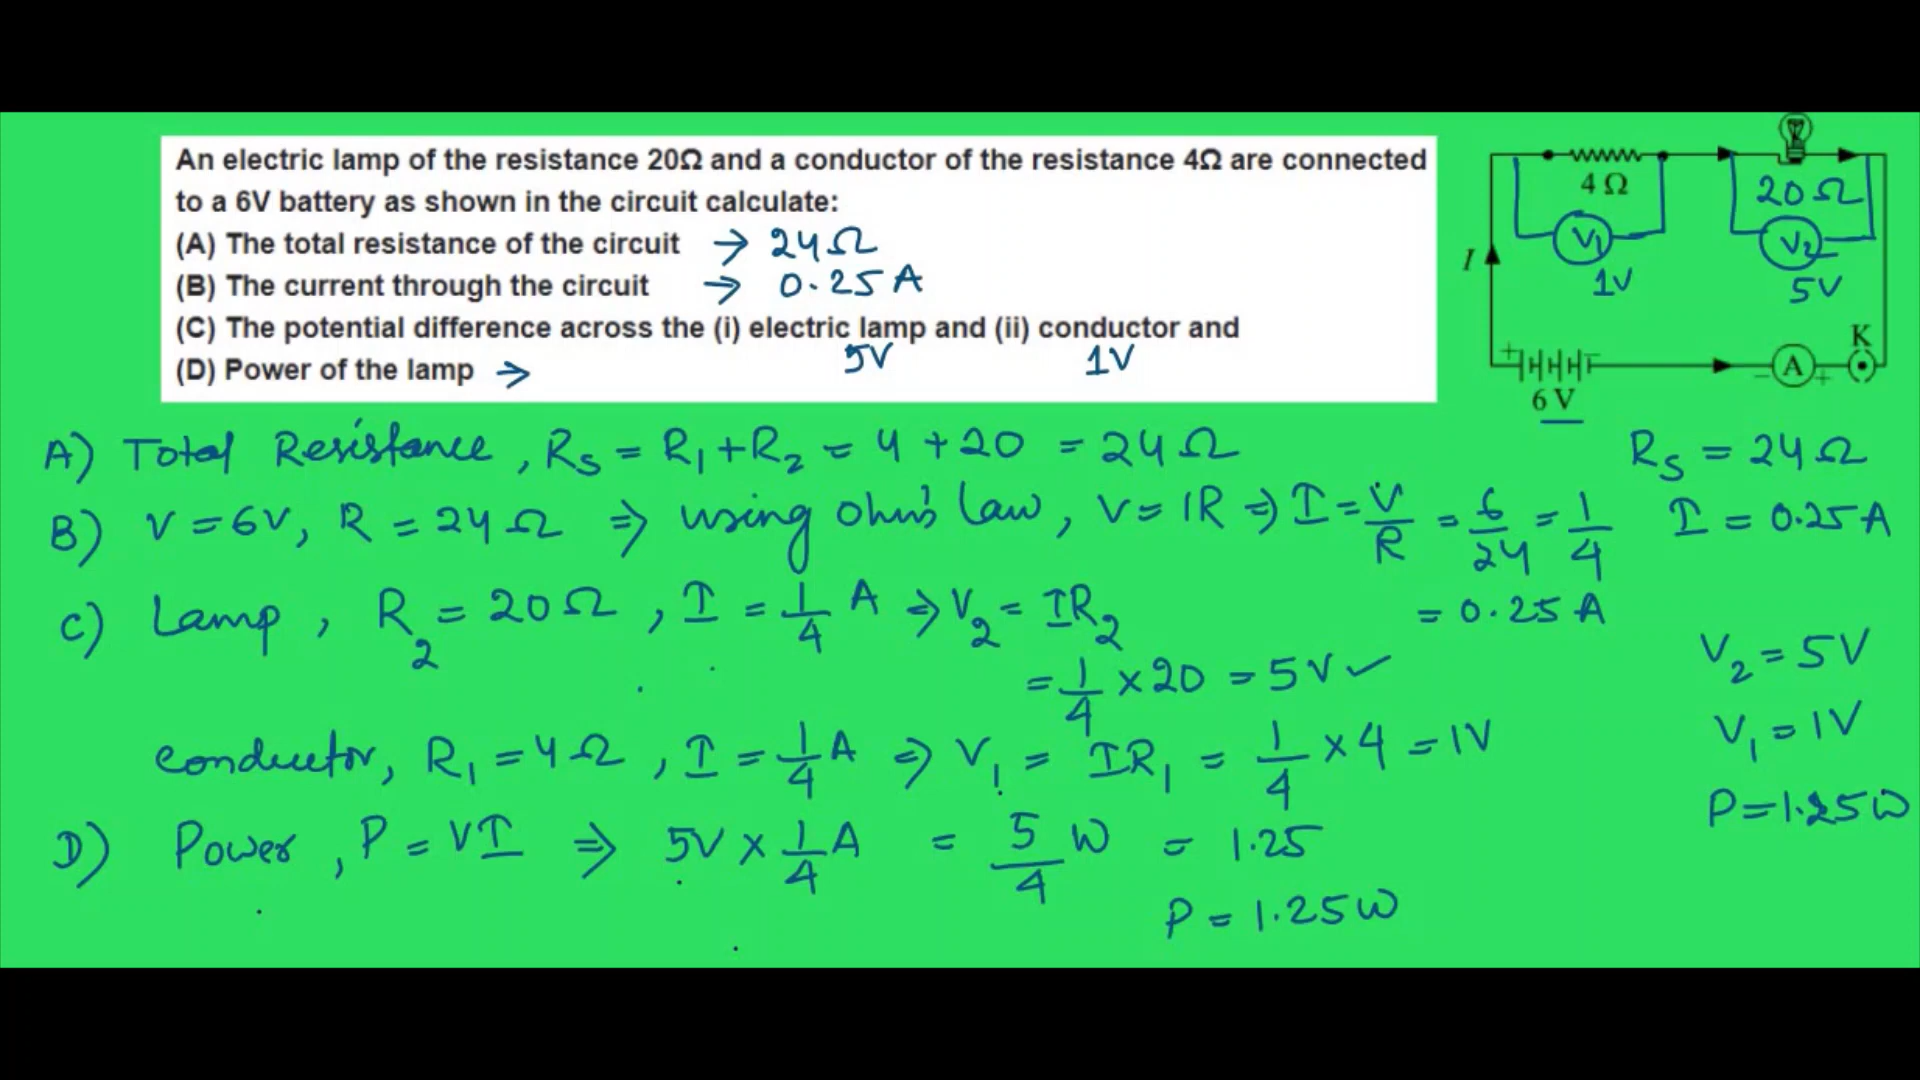 An electric lamp of the resistance 20Ω and a conductor of the resistance 4Ω are connected
to a 6V battery as shown in the circuit calculate:
(A) The total resistance of the circuit → 24Ω
(B) The current through the circuit → 0.25 A
(C) The potential difference across the (i) electric lamp and (ii) conductor and
5V 1V
(D) Power of the lamp →
4 Ω
20Ω
V₁
V₂
1V
5V
I
K
+ −
− A +
6 V
A) Total Resistance, Rs = R₁ + R₂ = 4 + 20 = 24Ω
Rs = 24Ω
B) V = 6V, R = 24Ω ⇒ using ohm's law, V = IR ⇒ I = V/R = 6/24 = 1/4
= 0.25 A
I = 0.25A
C) Lamp, R₂ = 20Ω, I = 1/4 A ⇒ V₂ = IR₂
= 1/4 × 20 = 5V ✓
V₂ = 5V
conductor, R₁ = 4Ω, I = 1/4 A ⇒ V₁ = IR₁ = 1/4 × 4 = 1V
V₁ = 1V
P = 1.25W
D) Power, P = VI ⇒ 5V × 1/4 A = 5/4 W = 1.25
P = 1.25W